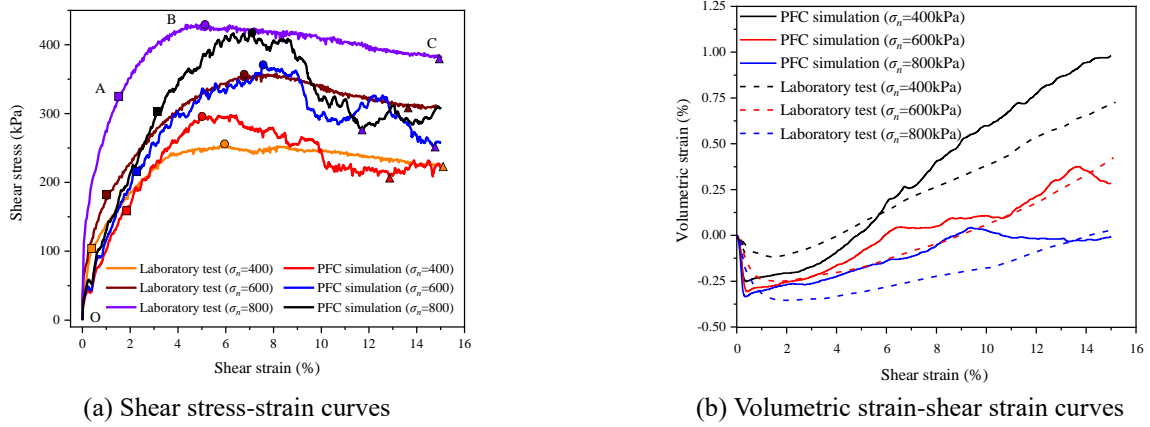 400
300
200
100
0
Shear stress (kPa)
A
B
C
O
Laboratory test (σn=400)
Laboratory test (σn=600)
Laboratory test (σn=800)
PFC simulation (σn=400)
PFC simulation (σn=600)
PFC simulation (σn=800)
0 2 4 6 8 10 12 14 16
Shear strain (%)
(a) Shear stress-strain curves
1.25
1.00
0.75
0.50
0.25
0.00
-0.25
-0.50
Volumetric strain (%)
PFC simulation (σn=400kPa)
PFC simulation (σn=600kPa)
PFC simulation (σn=800kPa)
Laboratory test (σn=400kPa)
Laboratory test (σn=600kPa)
Laboratory test (σn=800kPa)
0 2 4 6 8 10 12 14 16
Shear strain (%)
(b) Volumetric strain-shear strain curves